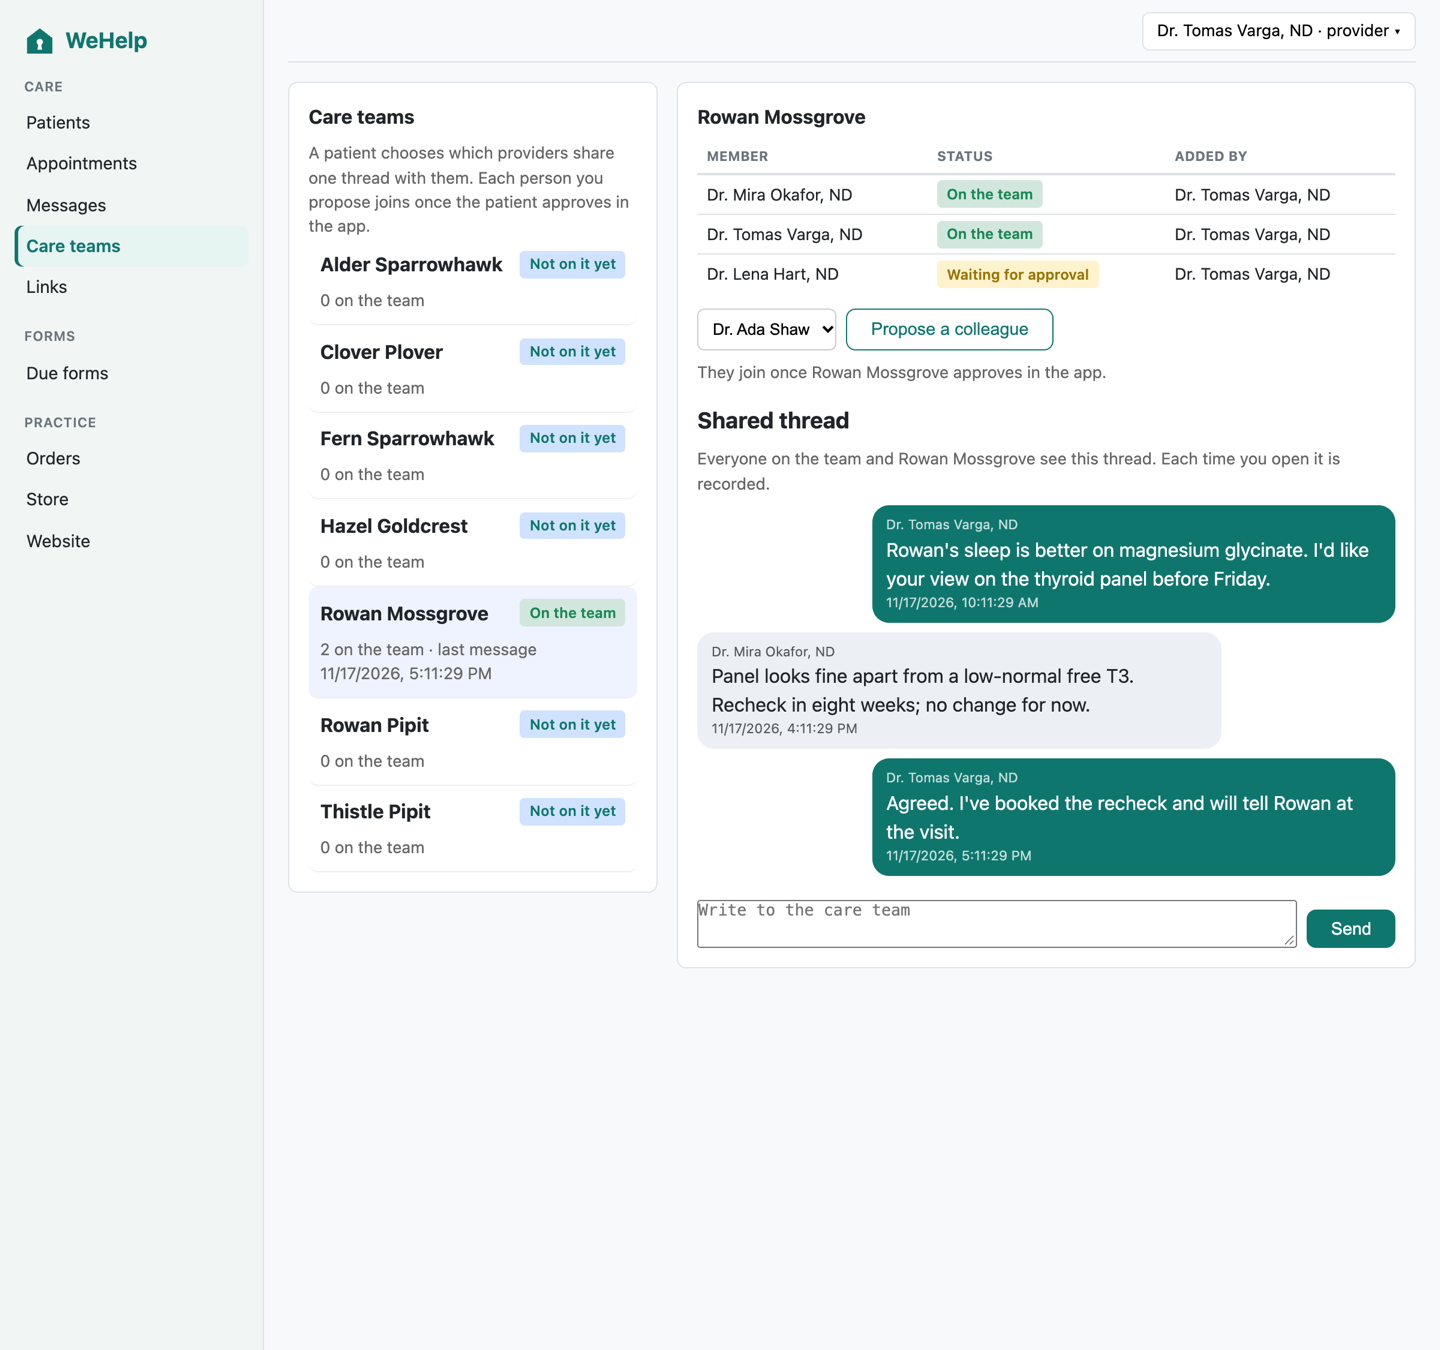 WeHelp
CARE
Patients
Appointments
Messages
Care teams
Links
FORMS
Due forms
PRACTICE
Orders
Store
Website
Dr. Tomas Varga, ND · provider ▾
Care teams
A patient chooses which providers share
one thread with them. Each person you
propose joins once the patient approves in
the app.
Alder Sparrowhawk Not on it yet
0 on the team
Clover Plover Not on it yet
0 on the team
Fern Sparrowhawk Not on it yet
0 on the team
Hazel Goldcrest Not on it yet
0 on the team
Rowan Mossgrove On the team
2 on the team · last message
11/17/2026, 5:11:29 PM
Rowan Pipit Not on it yet
0 on the team
Thistle Pipit Not on it yet
0 on the team
Rowan Mossgrove
MEMBER STATUS ADDED BY
Dr. Mira Okafor, ND On the team Dr. Tomas Varga, ND
Dr. Tomas Varga, ND On the team Dr. Tomas Varga, ND
Dr. Lena Hart, ND Waiting for approval Dr. Tomas Varga, ND
Dr. Ada Shaw Propose a colleague
They join once Rowan Mossgrove approves in the app.
Shared thread
Everyone on the team and Rowan Mossgrove see this thread. Each time you open it is
recorded.
Dr. Tomas Varga, ND
Rowan's sleep is better on magnesium glycinate. I'd like
your view on the thyroid panel before Friday.
11/17/2026, 10:11:29 AM
Dr. Mira Okafor, ND
Panel looks fine apart from a low-normal free T3.
Recheck in eight weeks; no change for now.
11/17/2026, 4:11:29 PM
Dr. Tomas Varga, ND
Agreed. I've booked the recheck and will tell Rowan at
the visit.
11/17/2026, 5:11:29 PM
Write to the care team
Send